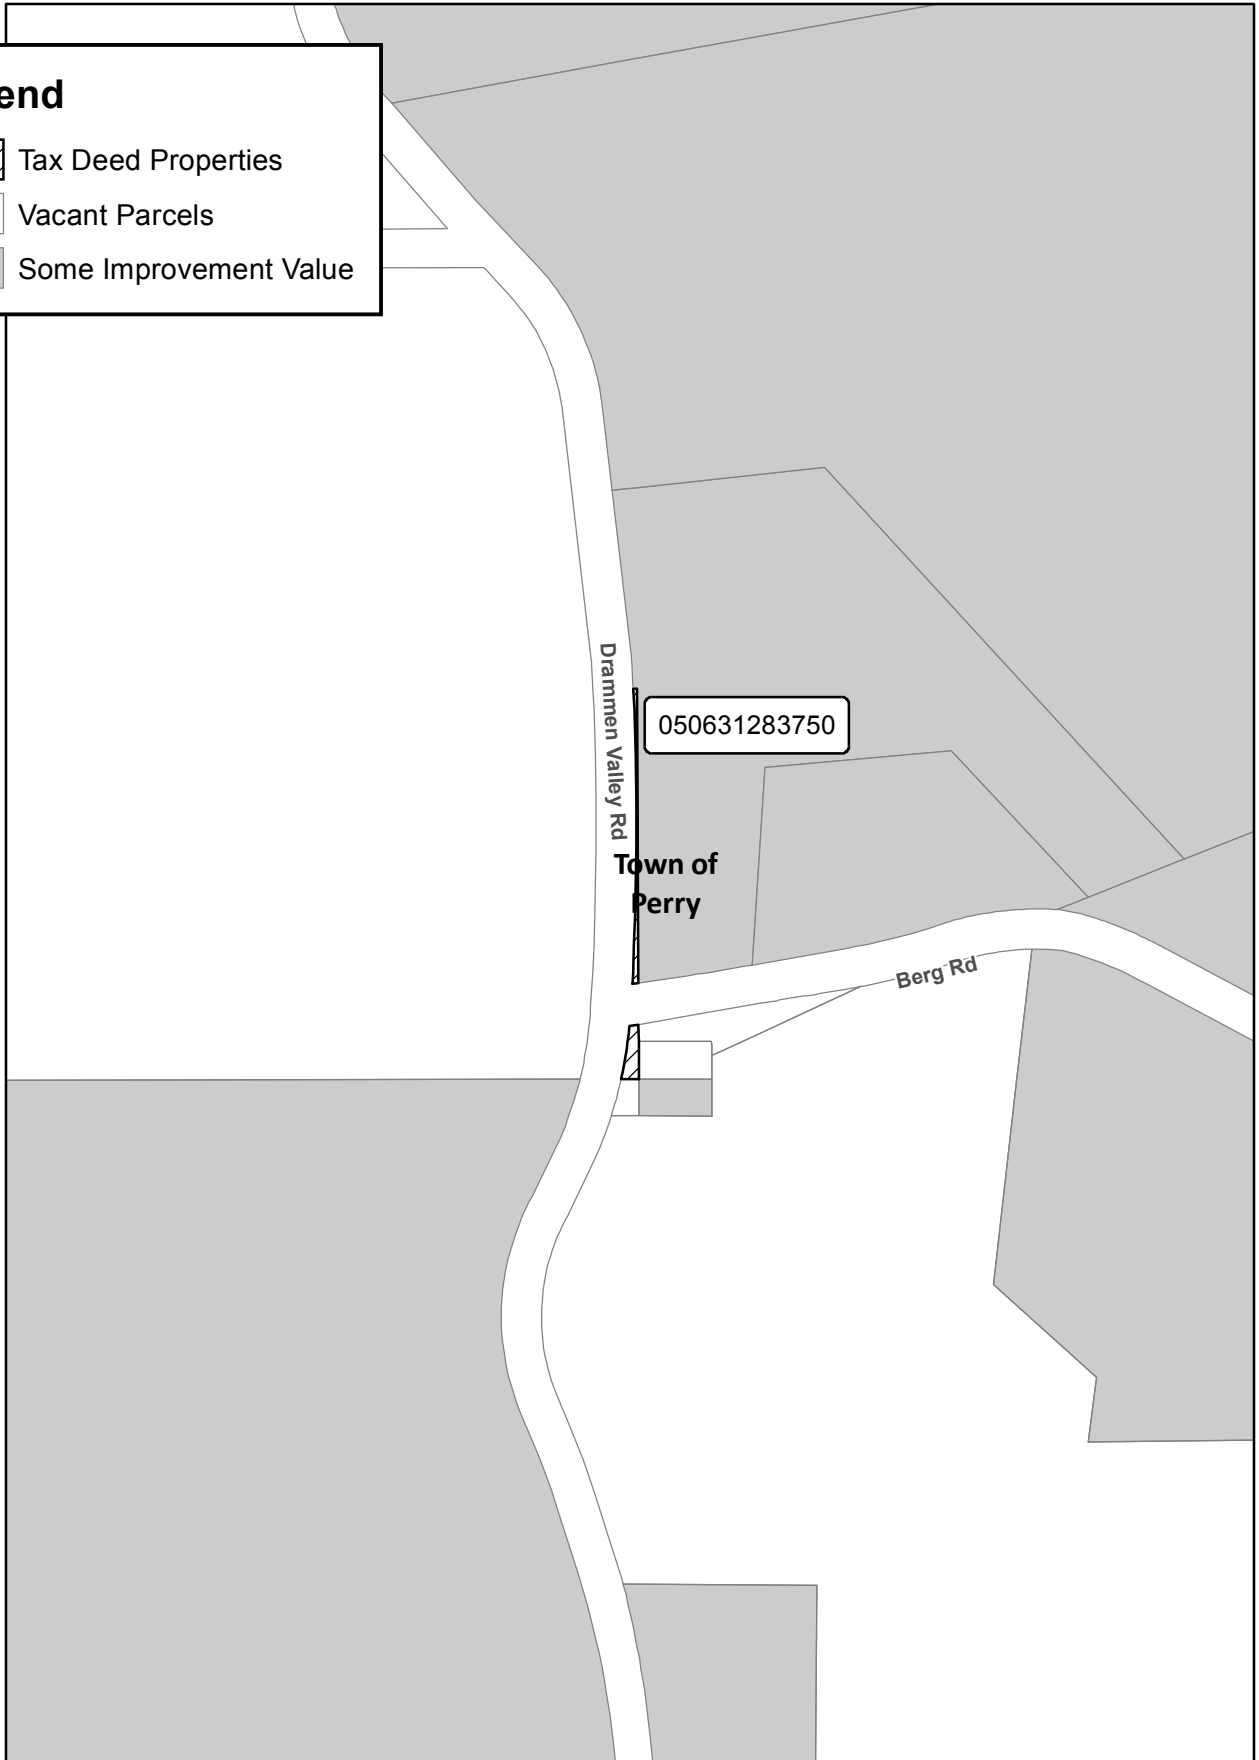 end
Tax Deed Properties
Vacant Parcels
Some Improvement Value
Drammen Valley Rd
050631283750
Town of
Perry
Berg Rd